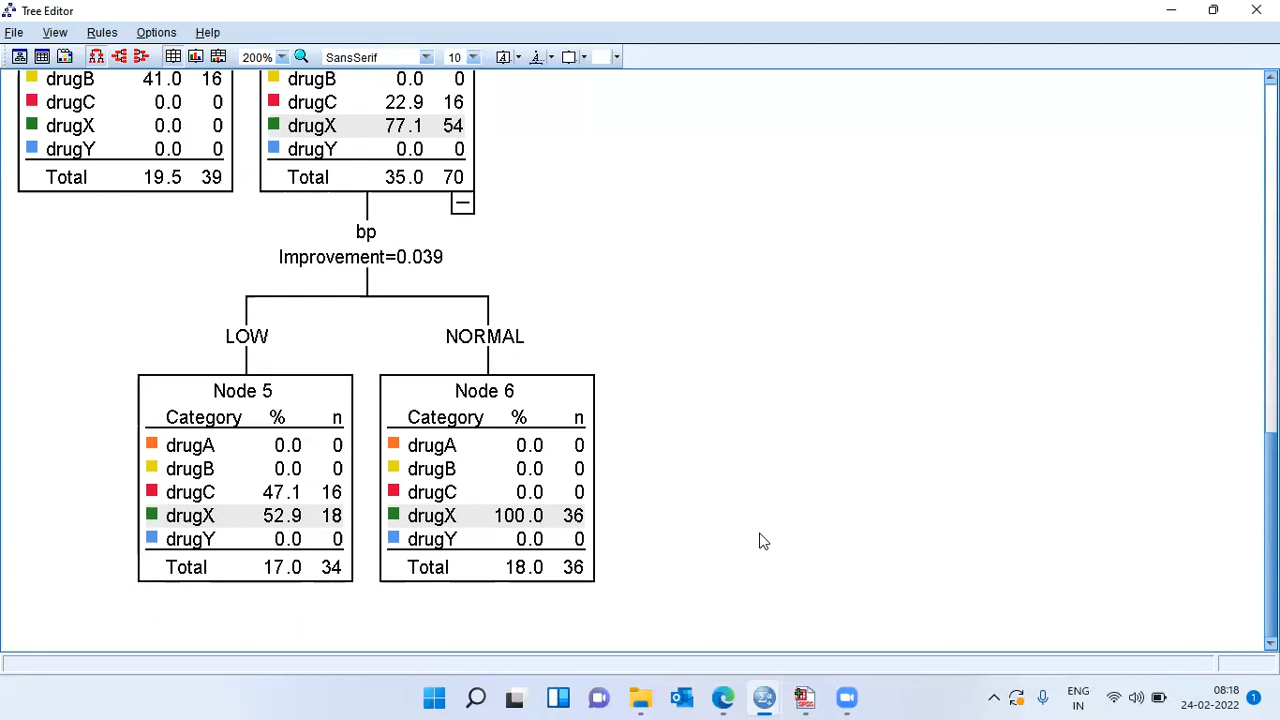 Tree Editor
File View Rules Options Help
200% SansSerif 10
drugB 41.0 16
drugC 0.0 0
drugX 0.0 0
drugY 0.0 0
Total 19.5 39
drugB 0.0 0
drugC 22.9 16
drugX 77.1 54
drugY 0.0 0
Total 35.0 70
bp
Improvement=0.039
LOW
NORMAL
Node 5
Category % n
drugA 0.0 0
drugB 0.0 0
drugC 47.1 16
drugX 52.9 18
drugY 0.0 0
Total 17.0 34
Node 6
Category % n
drugA 0.0 0
drugB 0.0 0
drugC 0.0 0
drugX 100.0 36
drugY 0.0 0
Total 18.0 36
ENG
IN
08:18
24-02-2022
1